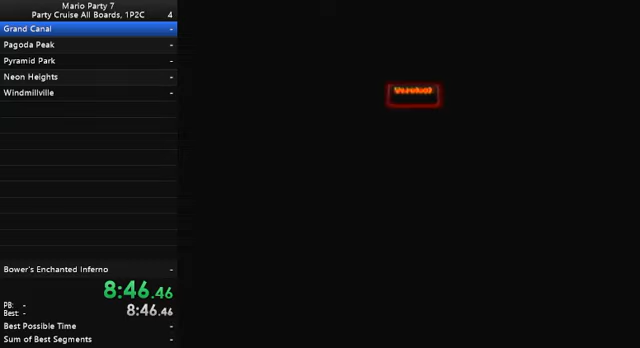 Mario Party 7
Party Cruise All Boards, 1P2C 4
Grand Canal -
Pagoda Peak -
Pyramid Park -
Neon Heights -
Windmillville -
Bower's Enchanted Inferno -
8:46.46
PB: -
Best: - 8:46.46
Best Possible Time -
Sum of Best Segments -